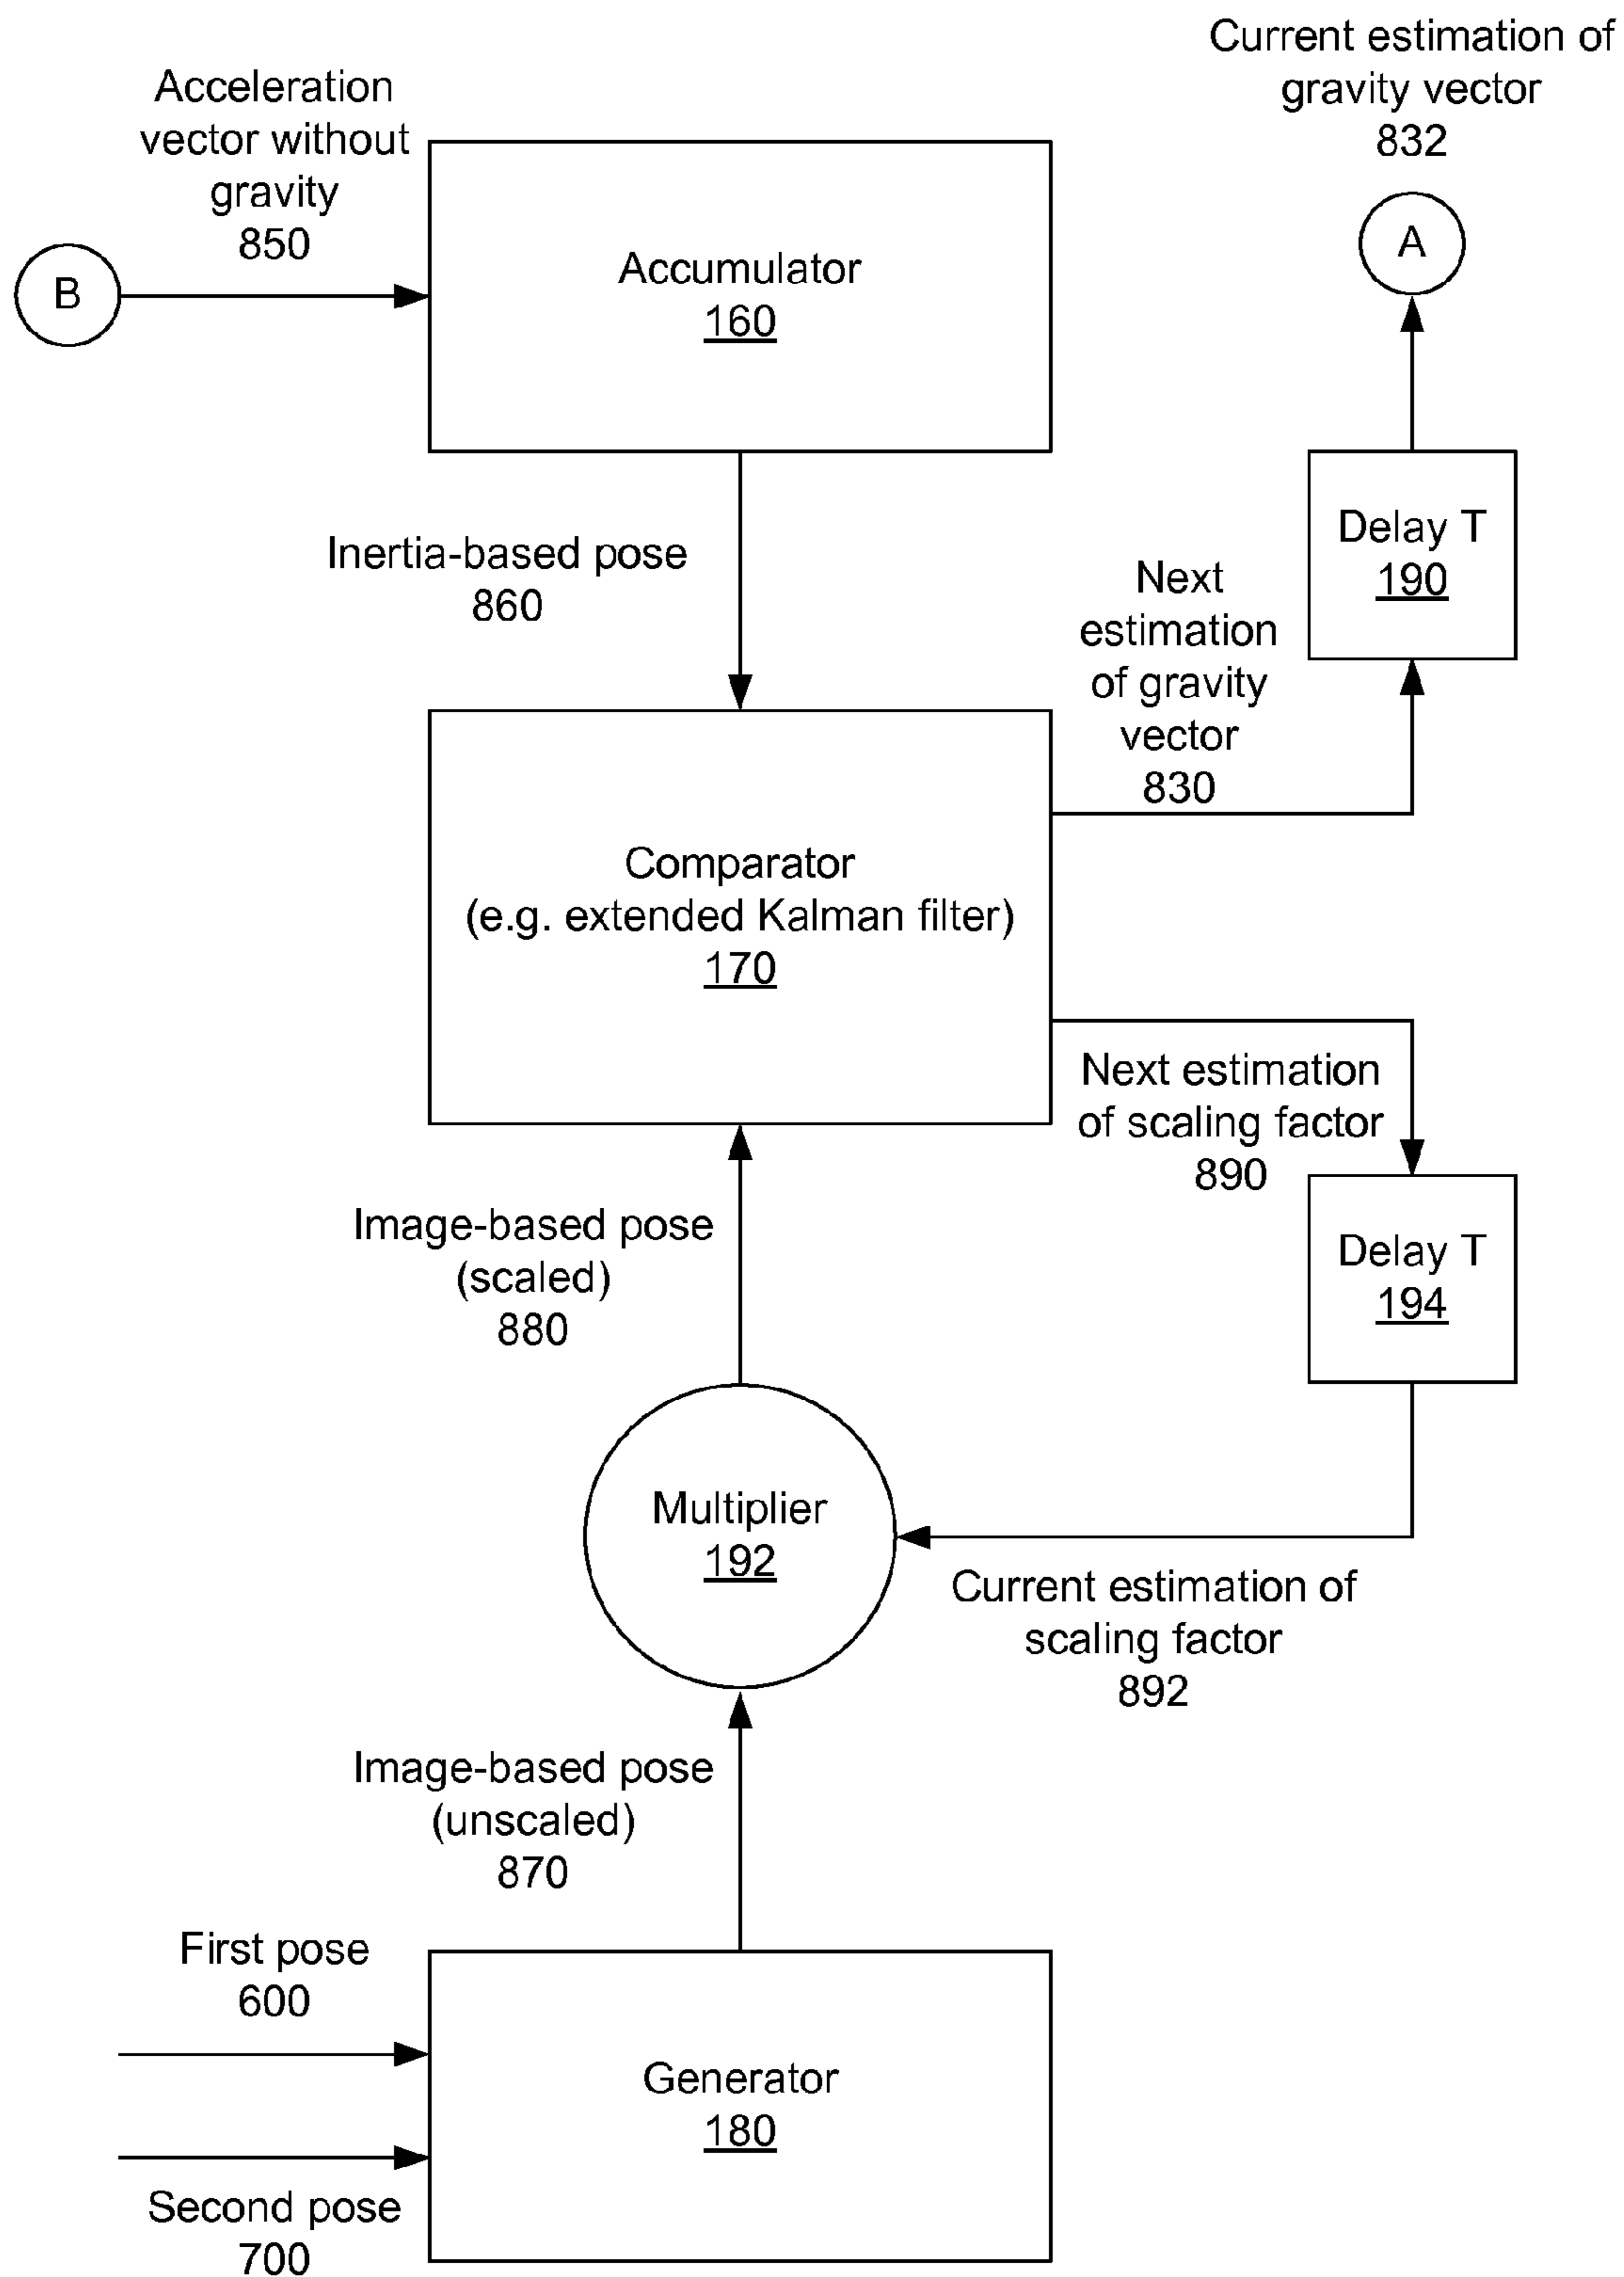 Current estimation of
gravity vector
832
A
Acceleration
vector without
gravity
850
B
Accumulator
160
Delay T
190
Inertia-based pose
860
Next
estimation
of gravity
vector
830
Comparator
(e.g. extended Kalman filter)
170
Next estimation
of scaling factor
890
Delay T
194
Image-based pose
(scaled)
880
Multiplier
192
Current estimation of
scaling factor
892
Image-based pose
(unscaled)
870
First pose
600
Generator
180
Second pose
700